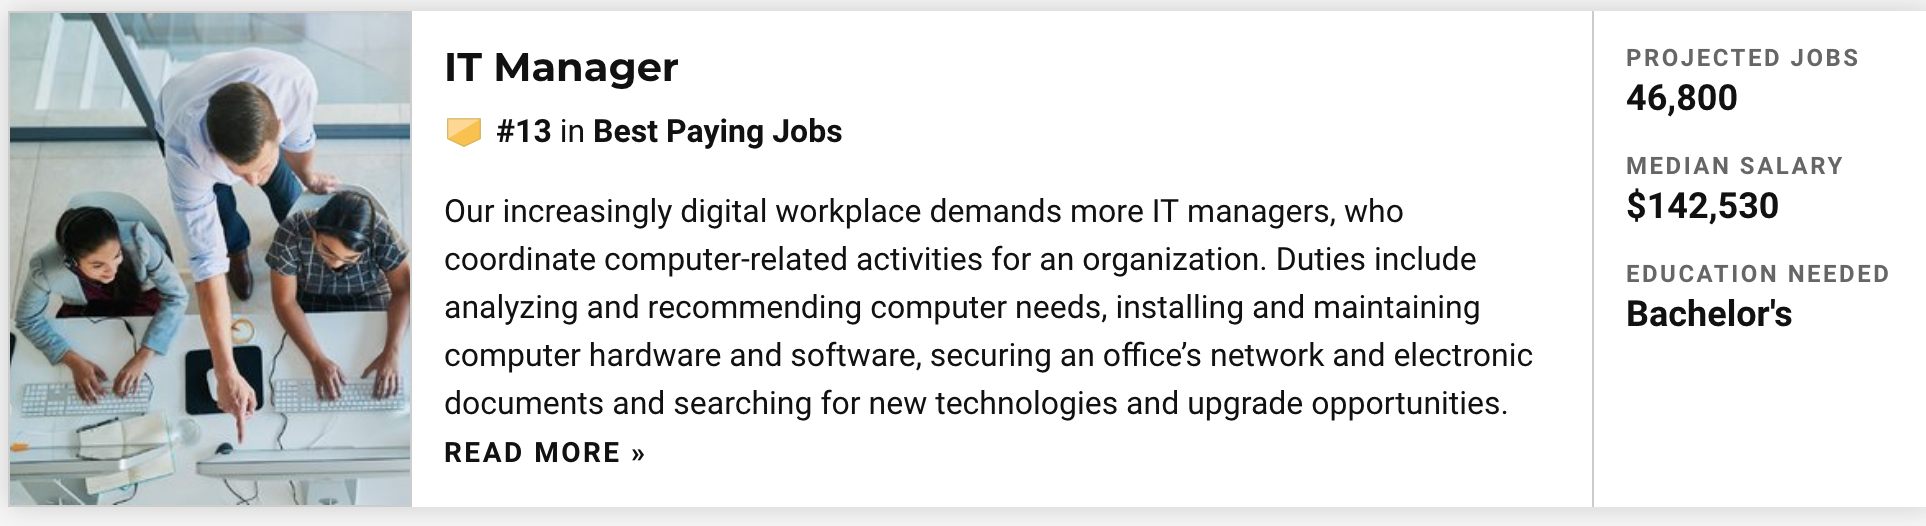 IT Manager
#13 in Best Paying Jobs
Our increasingly digital workplace demands more IT managers, who
coordinate computer-related activities for an organization. Duties include
analyzing and recommending computer needs, installing and maintaining
computer hardware and software, securing an office’s network and electronic
documents and searching for new technologies and upgrade opportunities.
READ MORE »
PROJECTED JOBS
46,800
MEDIAN SALARY
$142,530
EDUCATION NEEDED
Bachelor's